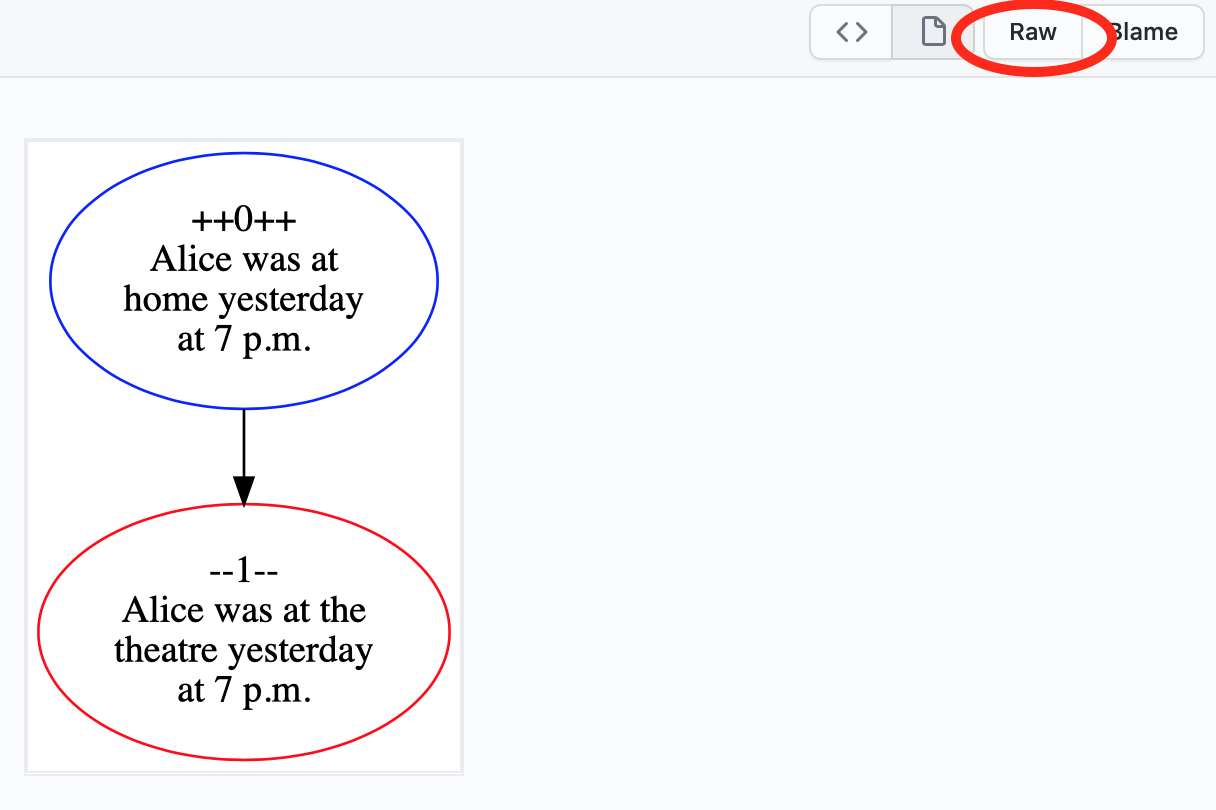 Raw
Blame
++0++
Alice was at
home yesterday
at 7 p.m.
--1--
Alice was at the
theatre yesterday
at 7 p.m.